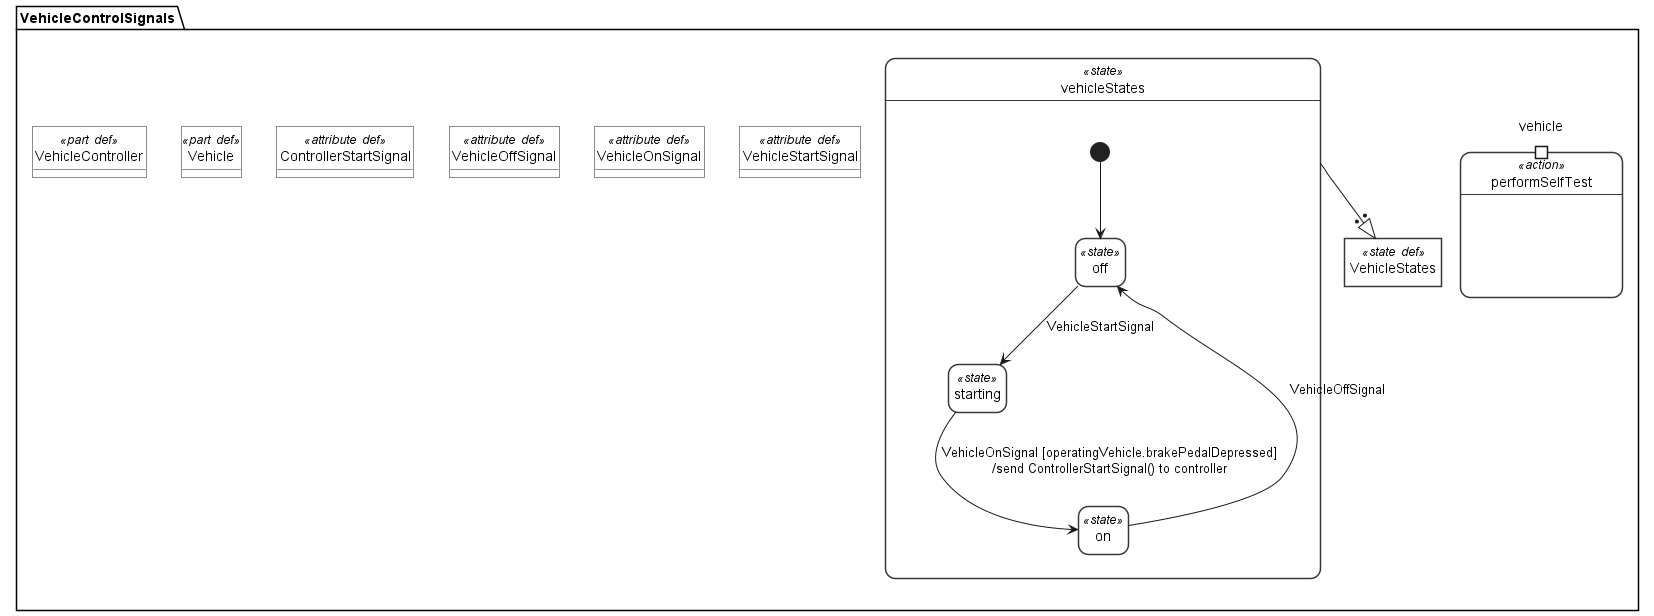 VehicleControlSignals
«part def»
VehicleController
«part def»
Vehicle
«attribute def»
ControllerStartSignal
«attribute def»
VehicleOffSignal
«attribute def»
VehicleOnSignal
«attribute def»
VehicleStartSignal
«state»
vehicleStates
«state»
off
VehicleStartSignal
«state»
starting
VehicleOffSignal
VehicleOnSignal [operatingVehicle.brakePedalDepressed]
/send ControllerStartSignal() to controller
«state»
on
«state def»
VehicleStates
vehicle
«action»
performSelfTest